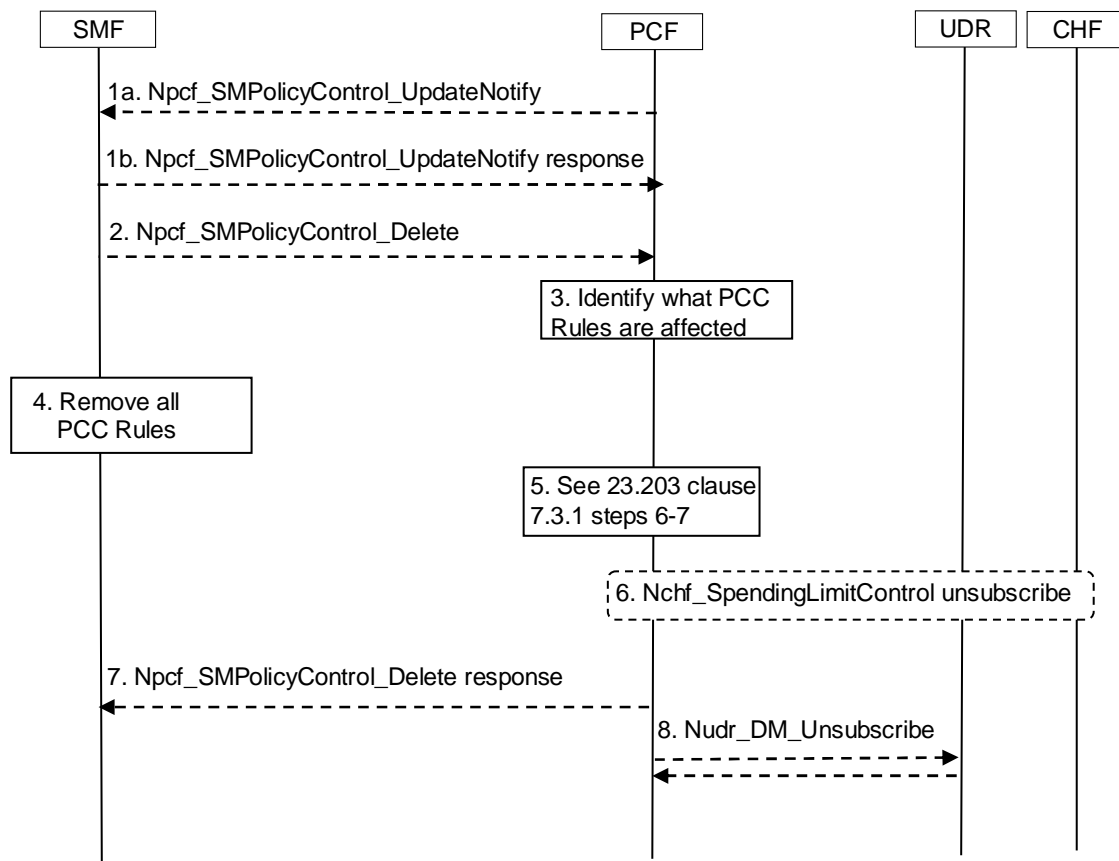 SMF
PCF
UDR
CHF
1a. Npcf_SMPolicyControl_UpdateNotify
1b. Npcf_SMPolicyControl_UpdateNotify response
2. Npcf_SMPolicyControl_Delete
3. Identify what PCC
Rules are affected
4. Remove all
PCC Rules
5. See 23.203 clause
7.3.1 steps 6-7
6. Nchf_SpendingLimitControl unsubscribe
7. Npcf_SMPolicyControl_Delete response
8. Nudr_DM_Unsubscribe